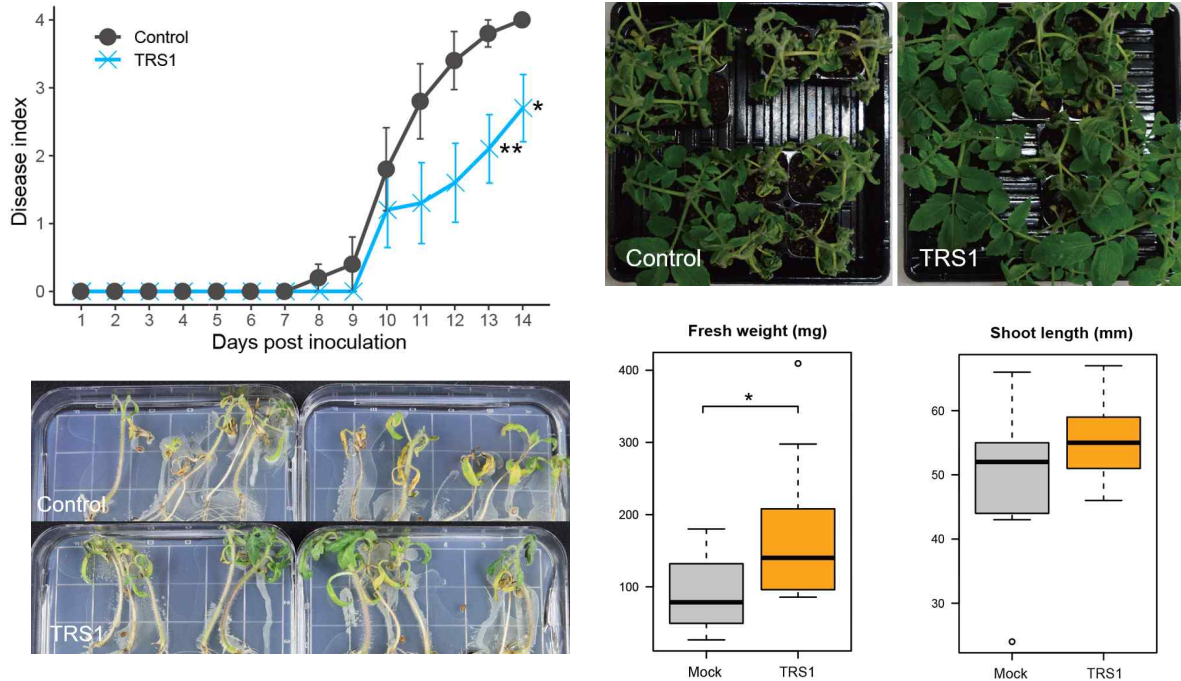 Disease index
4
3
2
1
0
Control
TRS1
*
**
1 2 3 4 5 6 7 8 9 10 11 12 13 14
Days post inoculation
Control
TRS1
Control
TRS1
Fresh weight (mg)
400
300
200
100
*
Mock TRS1
Shoot length (mm)
60
50
40
30
Mock TRS1